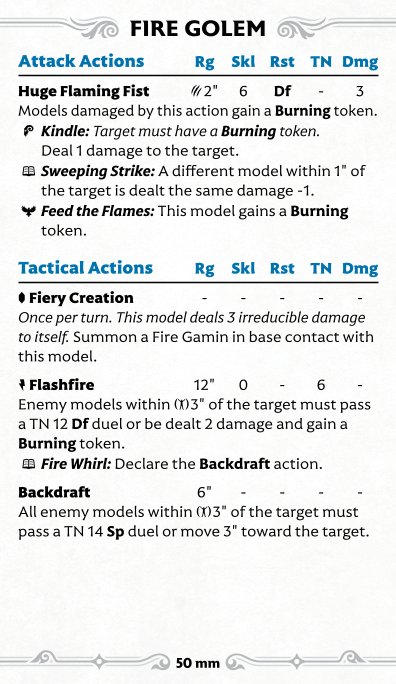 FIRE GOLEM
Attack Actions Rg Skl Rst TN Dmg
Huge Flaming Fist 2" 6 Df - 3
Models damaged by this action gain a Burning token.
Kindle: Target must have a Burning token.
Deal 1 damage to the target.
Sweeping Strike: A different model within 1" of
the target is dealt the same damage -1.
Feed the Flames: This model gains a Burning
token.
Tactical Actions Rg Skl Rst TN Dmg
Fiery Creation - - - - -
Once per turn. This model deals 3 irreducible damage
to itself. Summon a Fire Gamin in base contact with
this model.
Flashfire 12" 0 - 6 -
Enemy models within 3" of the target must pass
a TN 12 Df duel or be dealt 2 damage and gain a
Burning token.
Fire Whirl: Declare the Backdraft action.
Backdraft 6" - - - -
All enemy models within 3" of the target must
pass a TN 14 Sp duel or move 3" toward the target.
50 mm